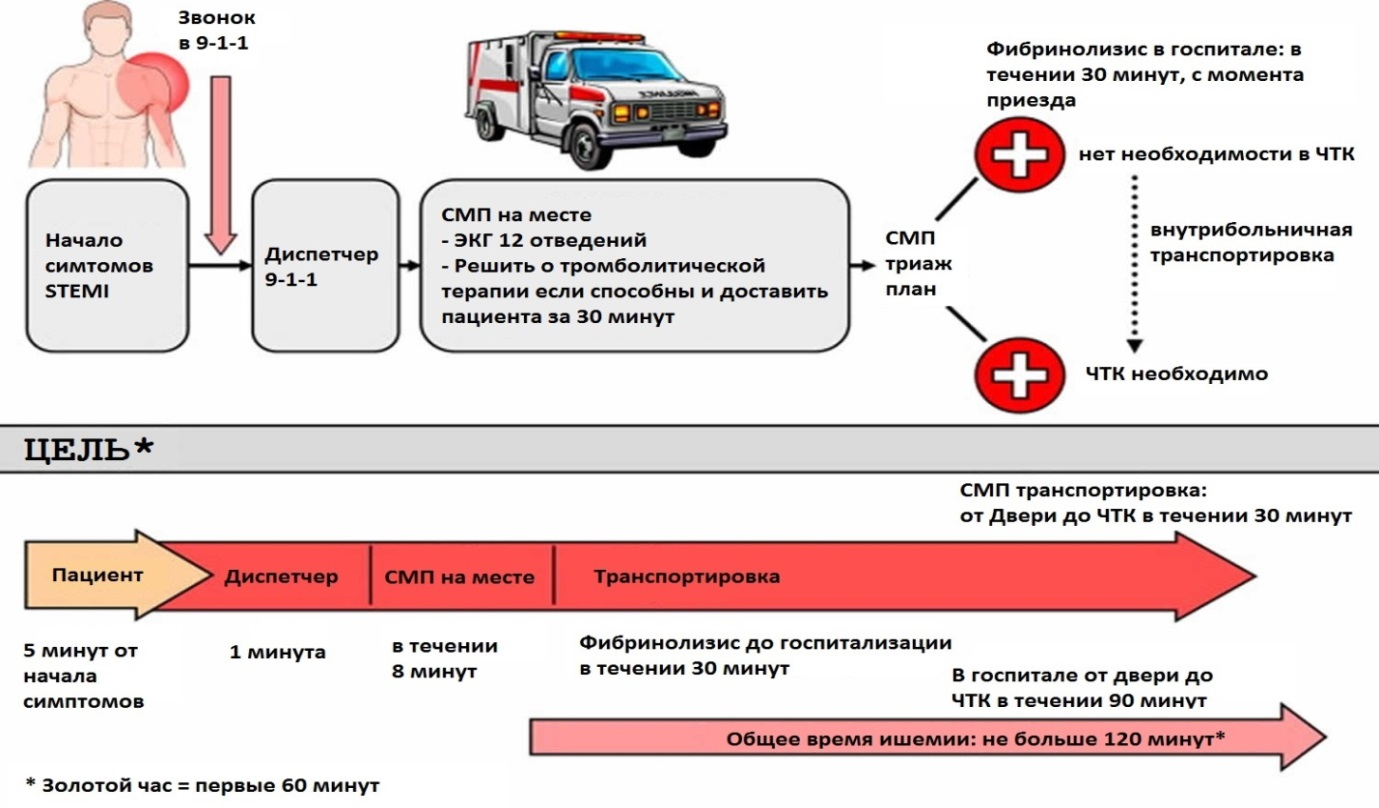 Звонок
в 9-1-1
Фибринолизис в госпитале: в
течении 30 минут, с момента
приезда
нет необходимости в ЧТК
внутрибольничная
транспортировка
ЧТК необходимо
Начало
симтомов
STEMI
Диспетчер
9-1-1
СМП на месте
- ЭКГ 12 отведений
- Решить о тромболитической
терапии если способны и доставить
пациента за 30 минут
СМП
триаж
план
ЦЕЛЬ*
СМП транспортировка:
от Двери до ЧТК в течении 30 минут
Пациент
Диспетчер
СМП на месте
Транспортировка
5 минут от
начала
симптомов
1 минута
в течении
8 минут
Фибринолизис до госпитализации
в течении 30 минут
В госпитале от двери до
ЧТК в течении 90 минут
Общее время ишемии: не больше 120 минут*
* Золотой час = первые 60 минут